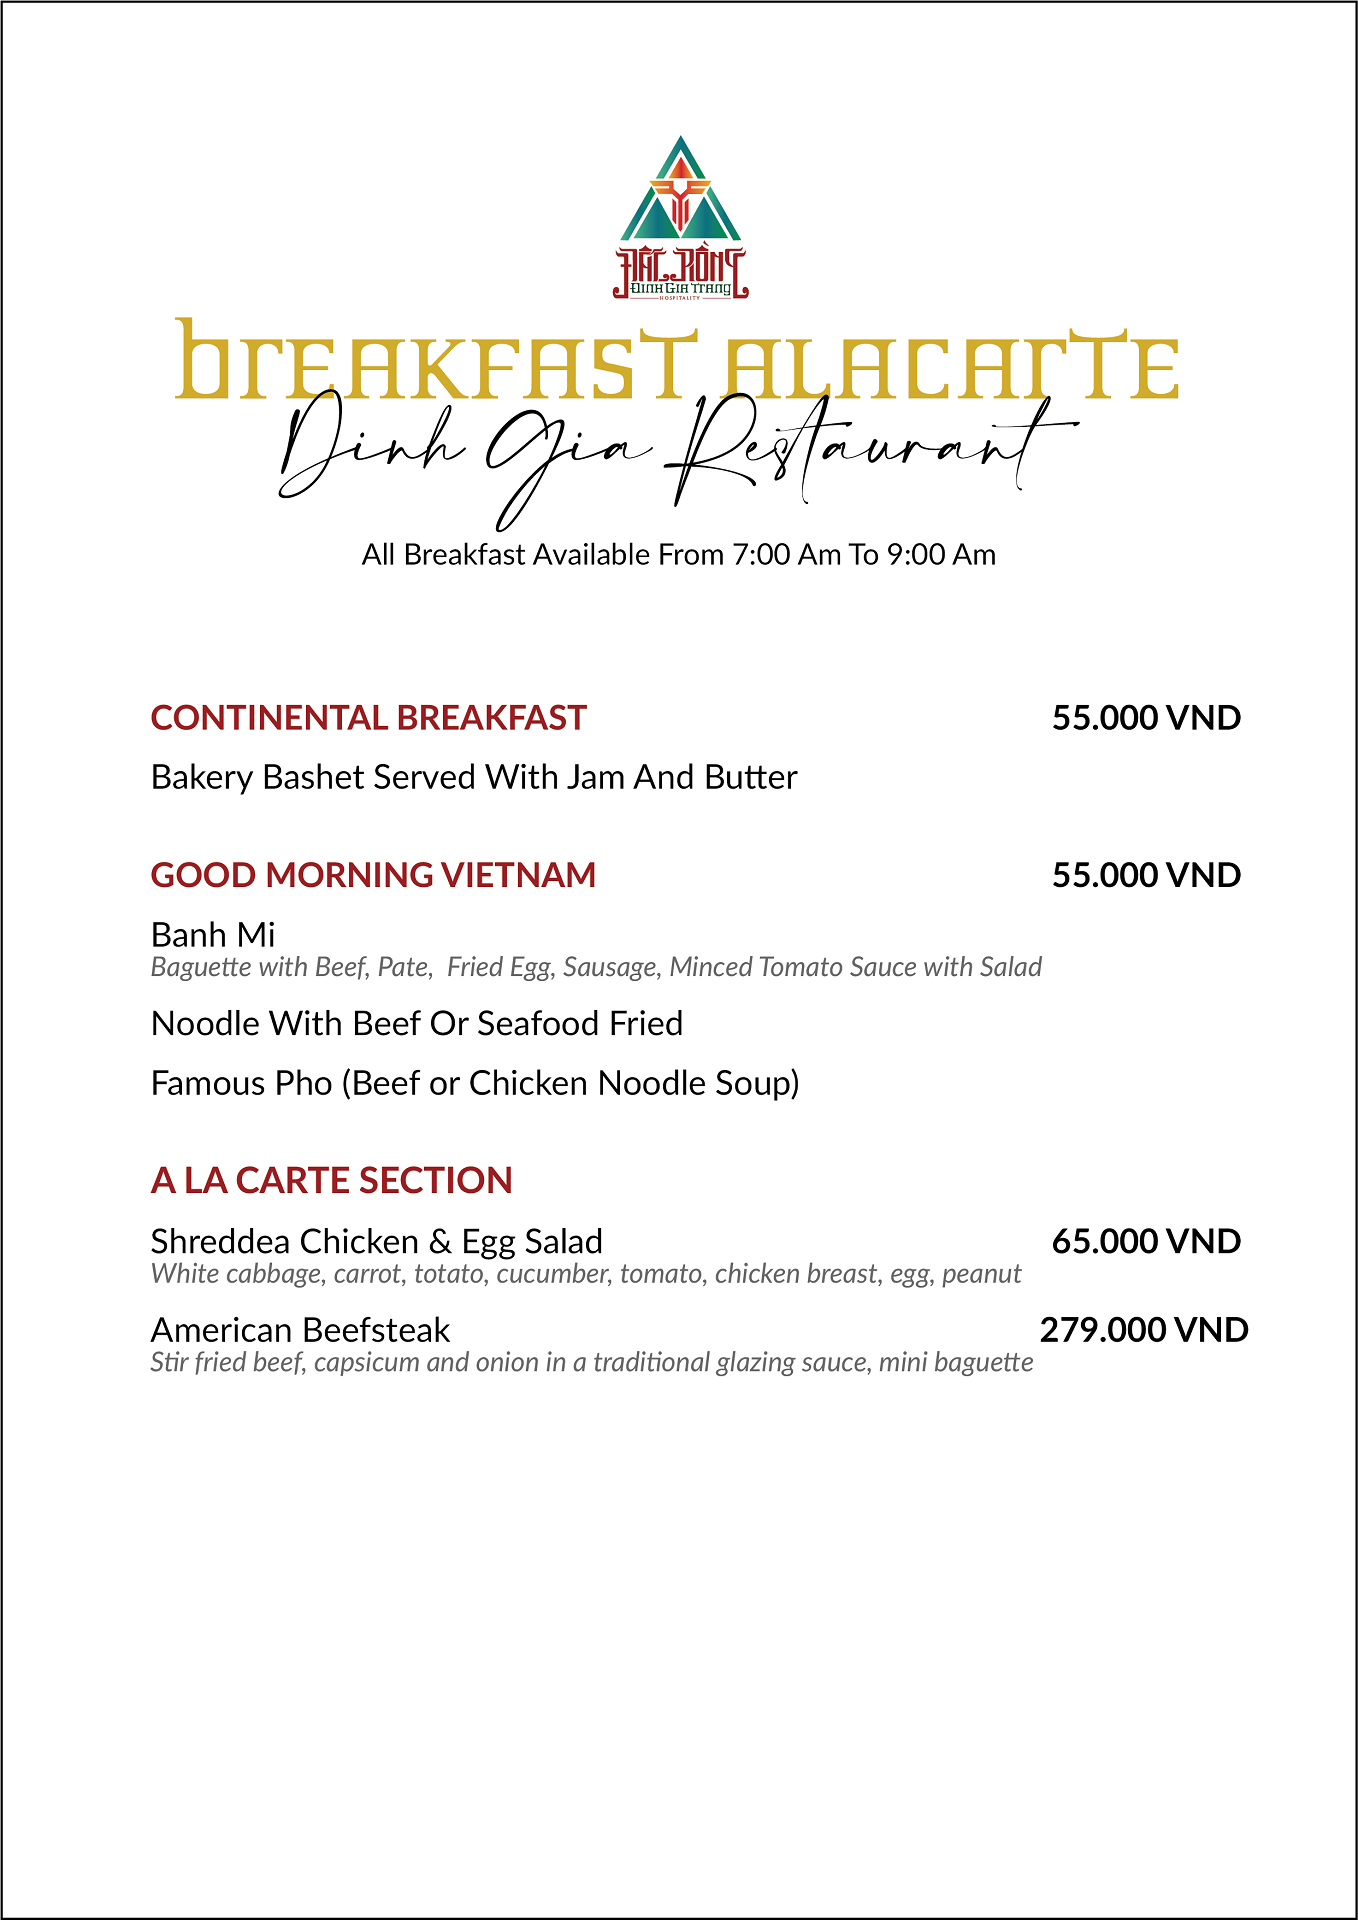 ĐẤT RỒNG
ĐINH GIA TRANG
HOSPITALITY
BREAKFAST ALACARTE
Dinh Gia Restaurant
All Breakfast Available From 7:00 Am To 9:00 Am
CONTINENTAL BREAKFAST 55.000 VND
Bakery Bashet Served With Jam And Butter
GOOD MORNING VIETNAM 55.000 VND
Banh Mi
Baguette with Beef, Pate, Fried Egg, Sausage, Minced Tomato Sauce with Salad
Noodle With Beef Or Seafood Fried
Famous Pho (Beef or Chicken Noodle Soup)
A LA CARTE SECTION
Shreddea Chicken & Egg Salad 65.000 VND
White cabbage, carrot, totato, cucumber, tomato, chicken breast, egg, peanut
American Beefsteak 279.000 VND
Stir fried beef, capsicum and onion in a traditional glazing sauce, mini baguette